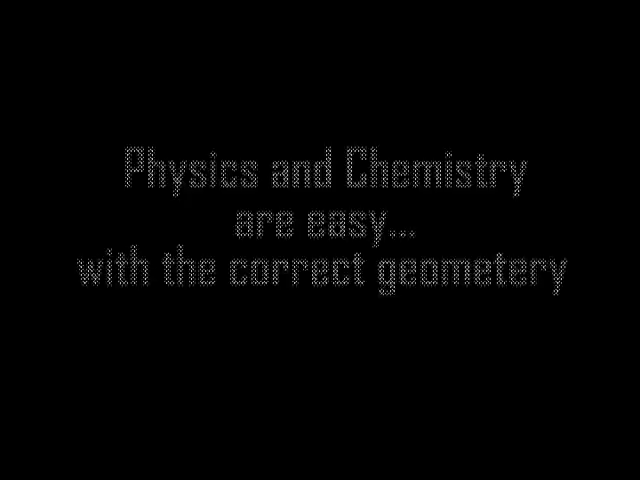 Physics and Chemistry
are easy...
with the correct geometery